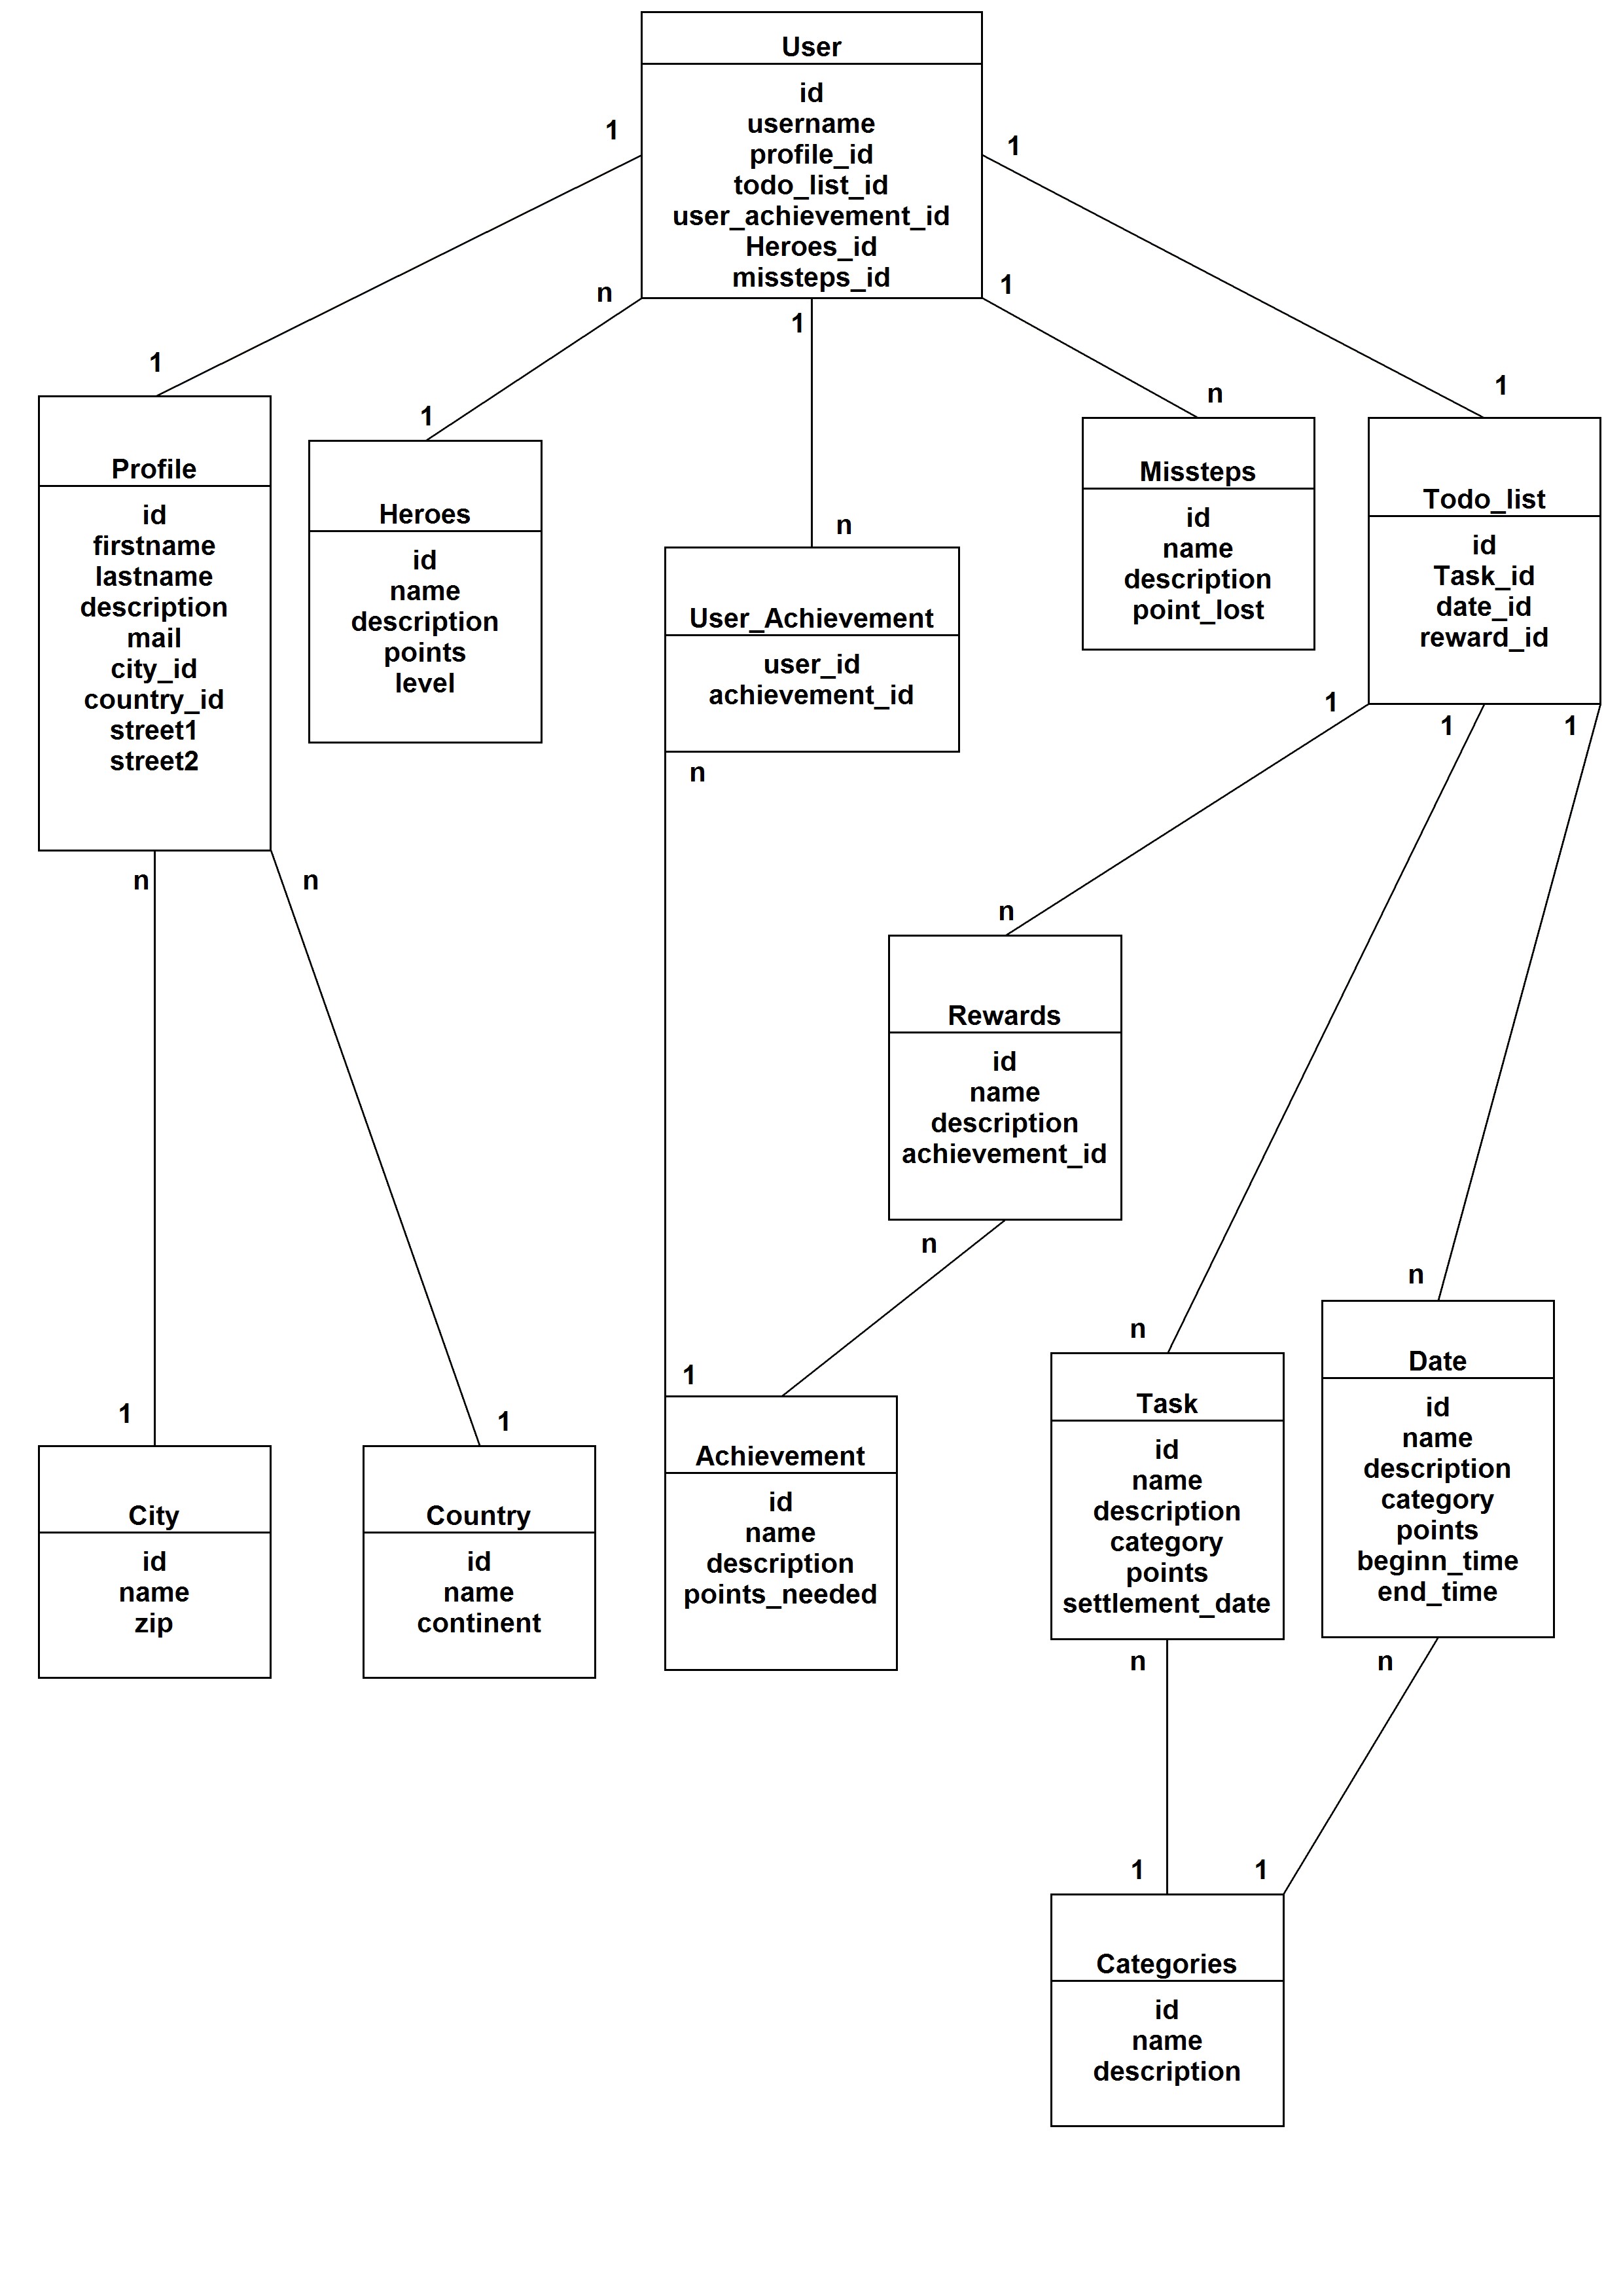 User
id
username
profile_id
todo_list_id
user_achievement_id
Heroes_id
missteps_id
1
1
n
1
1
1
1
n
1
n
Profile
id
firstname
lastname
description
mail
city_id
country_id
street1
street2
Heroes
id
name
description
points
level
User_Achievement
user_id
achievement_id
Missteps
id
name
description
point_lost
Todo_list
id
Task_id
date_id
reward_id
n
n
n
1
1
1
n
Rewards
id
name
description
achievement_id
n
1
1
1
n
n
City
id
name
zip
Country
id
name
continent
Achievement
id
name
description
points_needed
Task
id
name
description
category
points
settlement_date
Date
id
name
description
category
points
beginn_time
end_time
n
n
1
1
Categories
id
name
description